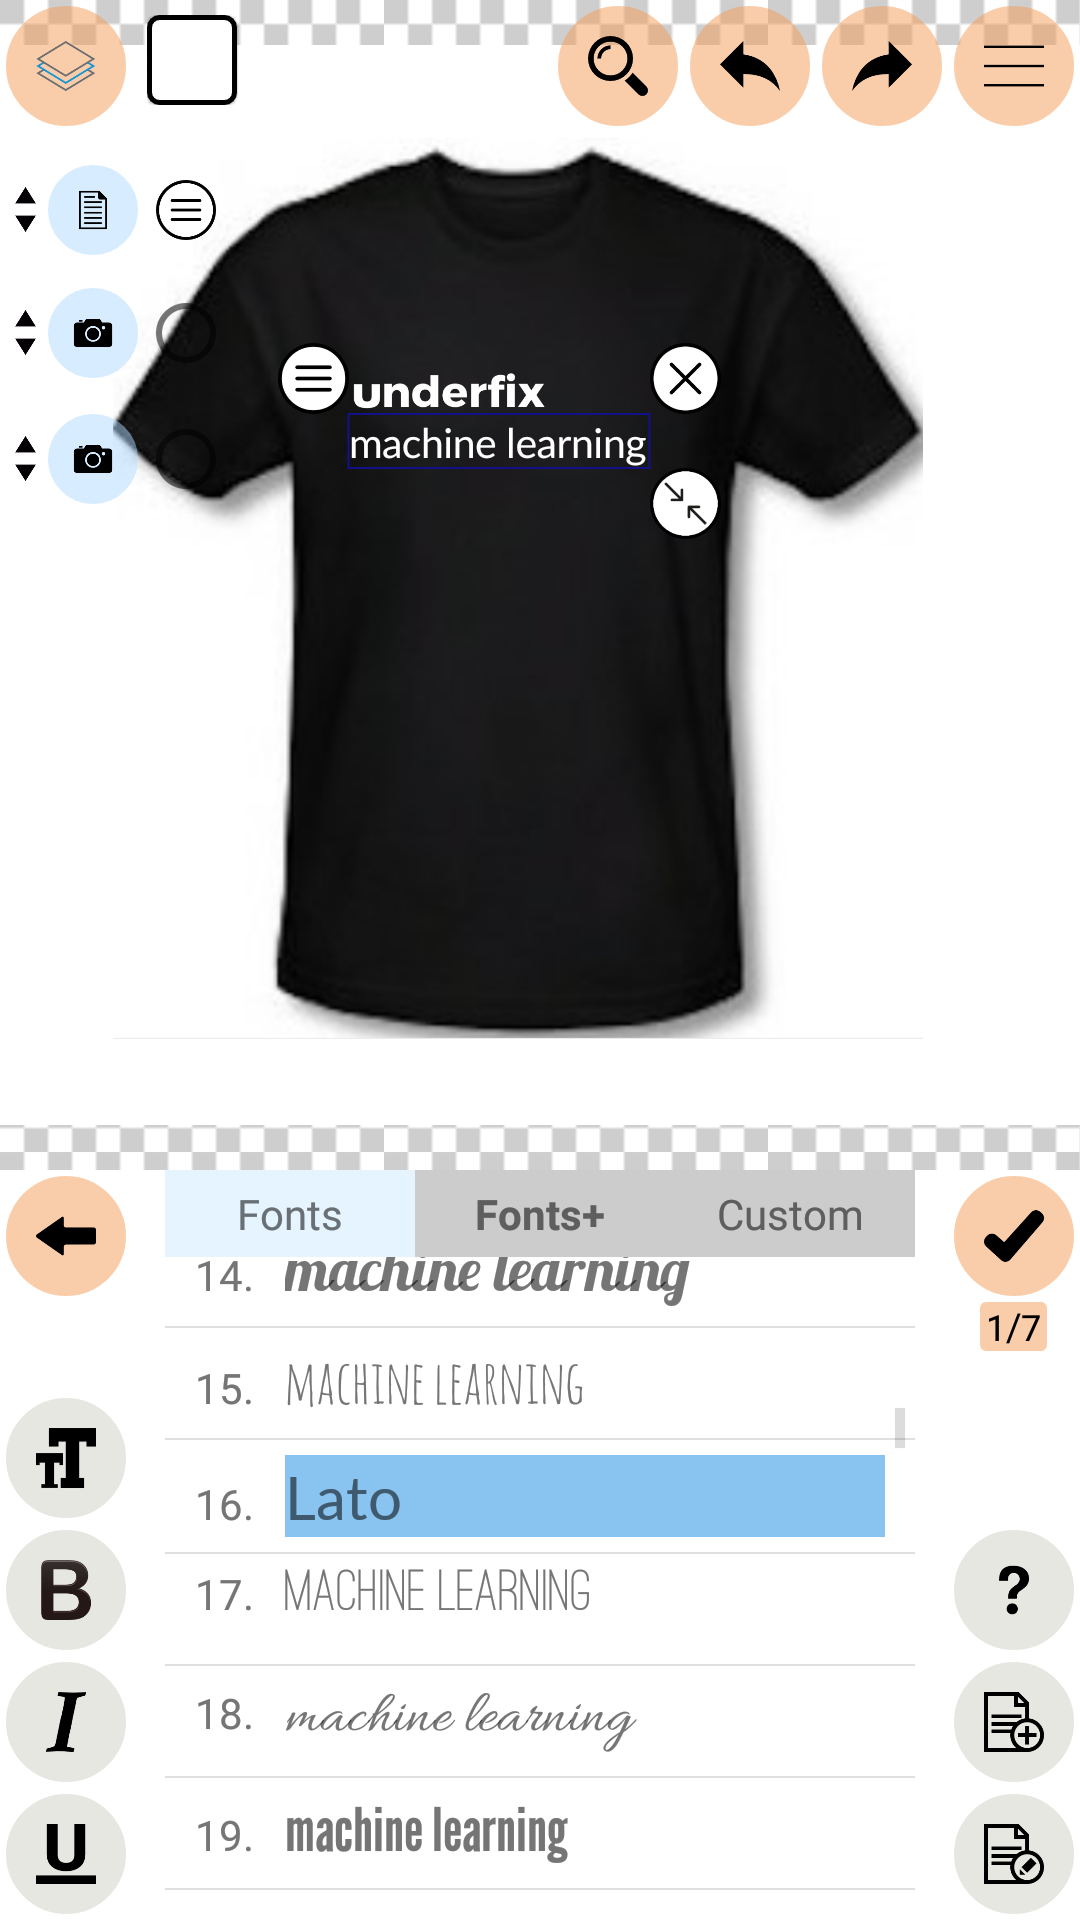 underfix
machine learning
Fonts
Fonts+
Custom
14. machine learning
1/7
15. MACHINE LEARNING
16. Lato
17. MACHINE LEARNING
18. machine learning
19. machine learning
TT
B
I
U
?